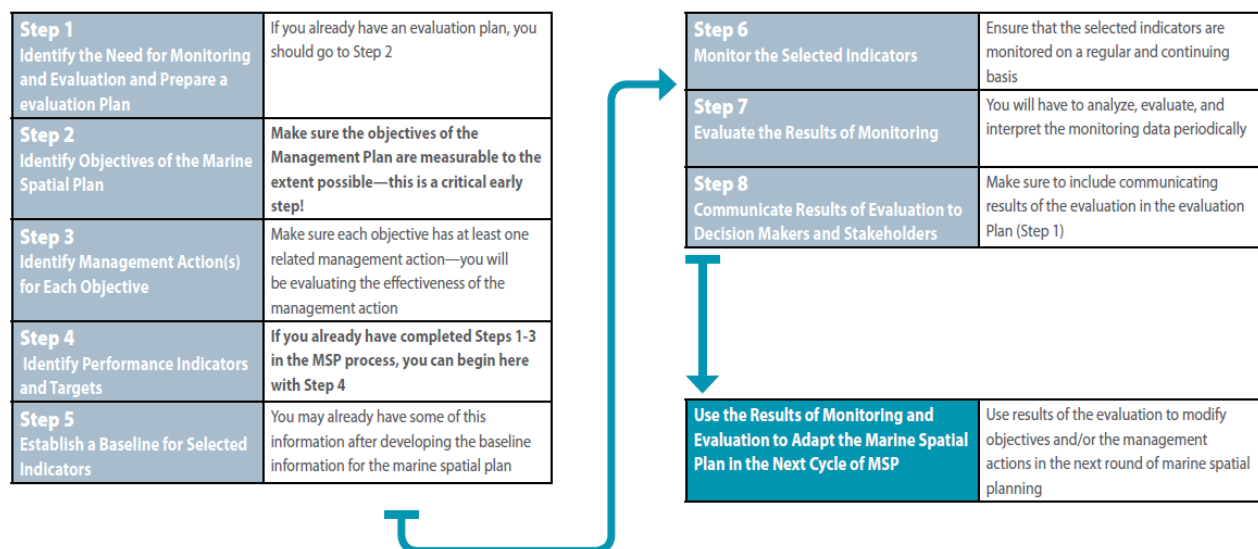 Step 1
Identify the Need for Monitoring
and Evaluation and Prepare a
evaluation Plan
If you already have an evaluation plan, you
should go to Step 2
Step 2
Identify Objectives of the Marine
Spatial Plan
Make sure the objectives of the
Management Plan are measurable to the
extent possible—this is a critical early
step!
Step 3
Identify Management Action(s)
for Each Objective
Make sure each objective has at least one
related management action—you will
be evaluating the effectiveness of the
management action
Step 4
Identify Performance Indicators
and Targets
If you already have completed Steps 1-3
in the MSP process, you can begin here
with Step 4
Step 5
Establish a Baseline for Selected
Indicators
You may already have some of this
information after developing the baseline
information for the marine spatial plan
Step 6
Monitor the Selected Indicators
Ensure that the selected indicators are
monitored on a regular and continuing
basis
Step 7
Evaluate the Results of Monitoring
You will have to analyze, evaluate, and
interpret the monitoring data periodically
Step 8
Communicate Results of Evaluation to
Decision Makers and Stakeholders
Make sure to include communicating
results of the evaluation in the evaluation
Plan (Step 1)
Use the Results of Monitoring and
Evaluation to Adapt the Marine Spatial
Plan in the Next Cycle of MSP
Use results of the evaluation to modify
objectives and/or the management
actions in the next round of marine spatial
planning